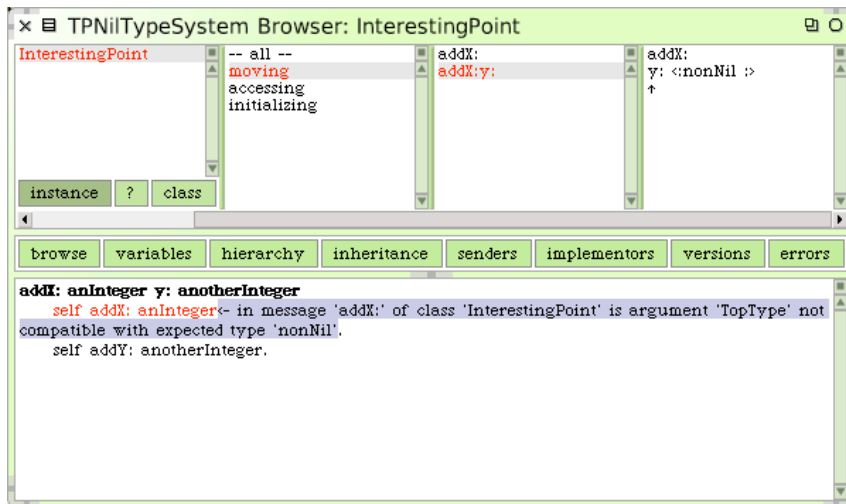 TPNilTypeSystem Browser: InterestingPoint
InterestingPoint
instance ? class
-- all --
moving
accessing
initializing
addX:
addX:y:
addX:
y: <:nonNil :>
↑
browse variables hierarchy inheritance senders implementors versions errors
addX: anInteger y: anotherInteger
self addX: anInteger<- in message 'addX:' of class 'InterestingPoint' is argument 'TopType' not
compatible with expected type 'nonNil'.
self addY: anotherInteger.